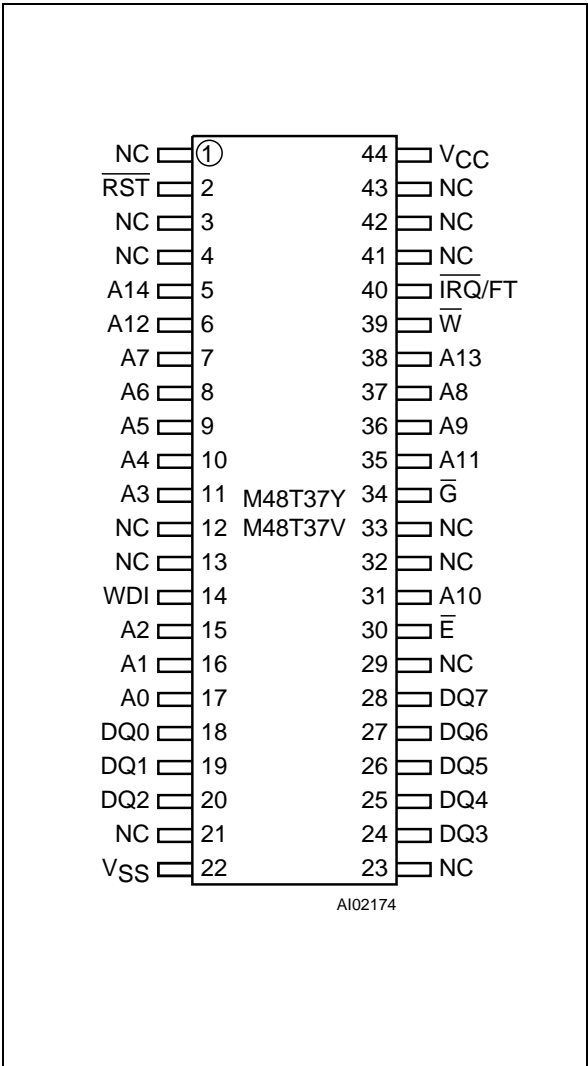 NC 1 44 VCC
R̅S̅T̅ 2 43 NC
NC 3 42 NC
NC 4 41 NC
A14 5 40 I̅R̅Q̅/FT
A12 6 39 W̅
A7 7 38 A13
A6 8 37 A8
A5 9 36 A9
A4 10 35 A11
A3 11 M48T37Y 34 G̅
NC 12 M48T37V 33 NC
NC 13 32 NC
WDI 14 31 A10
A2 15 30 E̅
A1 16 29 NC
A0 17 28 DQ7
DQ0 18 27 DQ6
DQ1 19 26 DQ5
DQ2 20 25 DQ4
NC 21 24 DQ3
VSS 22 23 NC
AI02174